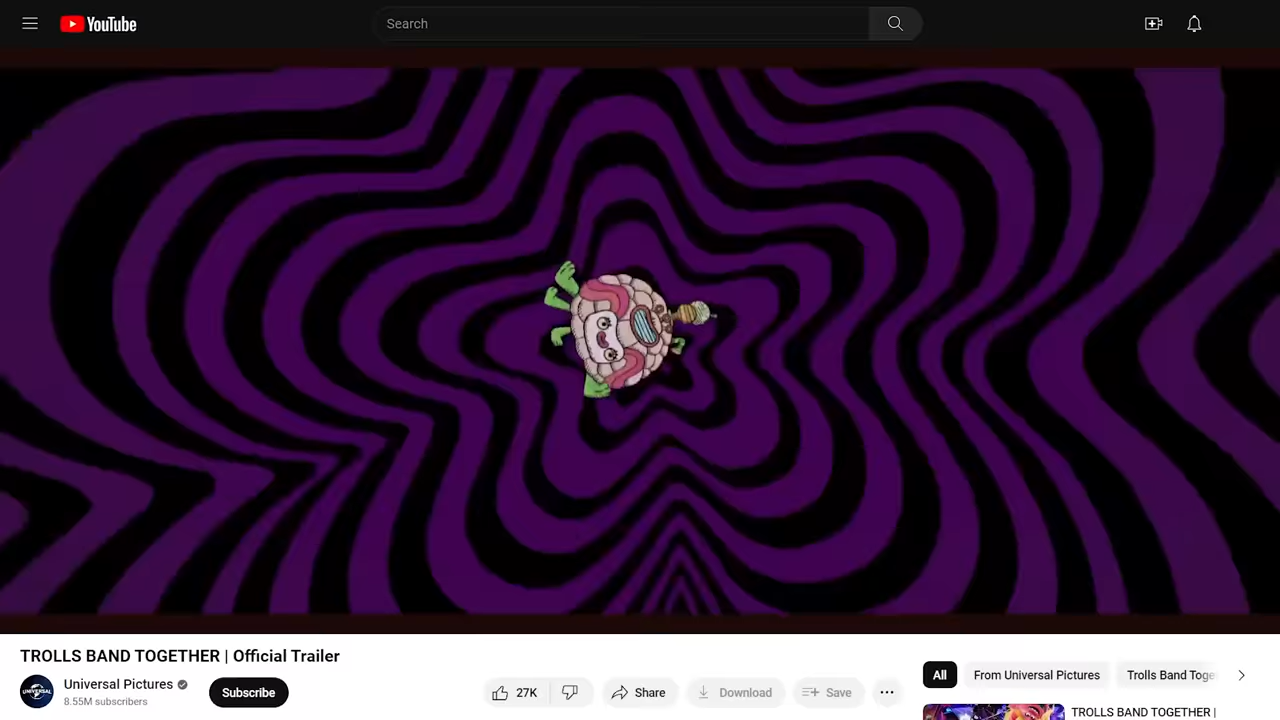 YouTube
Search
TROLLS BAND TOGETHER | Official Trailer
Universal Pictures
8.55M subscribers
UNIVERSAL
Subscribe
27K
Share
Download
Save
All
From Universal Pictures
Trolls Band Toge
TROLLS BAND TOGETHER |